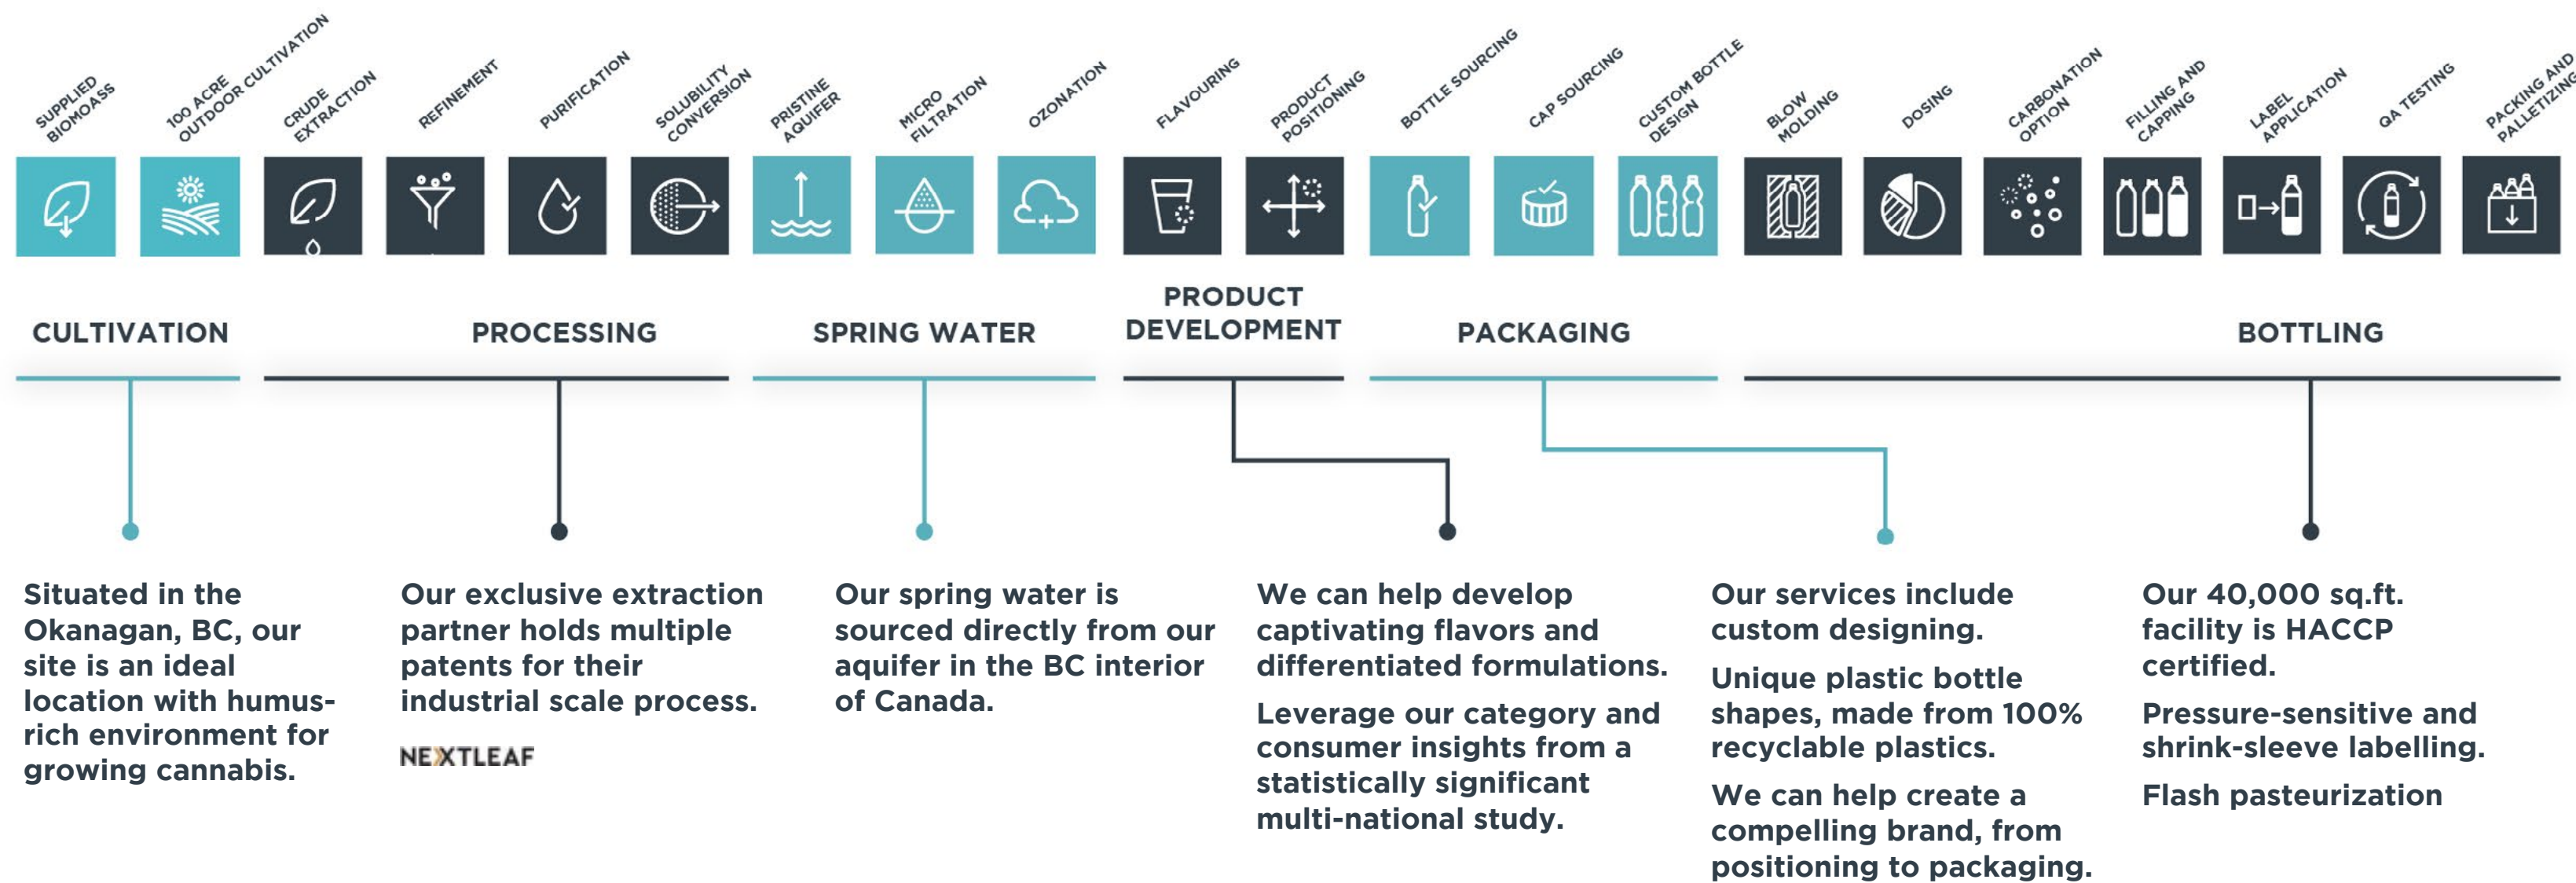 SUPPLIED
BIOMOASS
100 ACRE
OUTDOOR CULTIVATION
CRUDE
EXTRACTION
REFINEMENT
PURIFICATION
SOLUBILITY
CONVERSION
PRISTINE
AQUIFER
MICRO
FILTRATION
OZONATION
FLAVOURING
PRODUCT
POSITIONING
BOTTLE SOURCING
CAP SOURCING
CUSTOM BOTTLE
DESIGN
BLOW
MOLDING
DOSING
CARBONATION
OPTION
FILLING AND
CAPPING
LABEL
APPLICATION
QA TESTING
PACKING AND
PALLETIZING
CULTIVATION
PROCESSING
SPRING WATER
PRODUCT
DEVELOPMENT
PACKAGING
BOTTLING
Situated in the
Okanagan, BC, our
site is an ideal
location with humus-
rich environment for
growing cannabis.
Our exclusive extraction
partner holds multiple
patents for their
industrial scale process.
NEXTLEAF
Our spring water is
sourced directly from our
aquifer in the BC interior
of Canada.
We can help develop
captivating flavors and
differentiated formulations.
Leverage our category and
consumer insights from a
statistically significant
multi-national study.
Our services include
custom designing.
Unique plastic bottle
shapes, made from 100%
recyclable plastics.
We can help create a
compelling brand, from
positioning to packaging.
Our 40,000 sq.ft.
facility is HACCP
certified.
Pressure-sensitive and
shrink-sleeve labelling.
Flash pasteurization